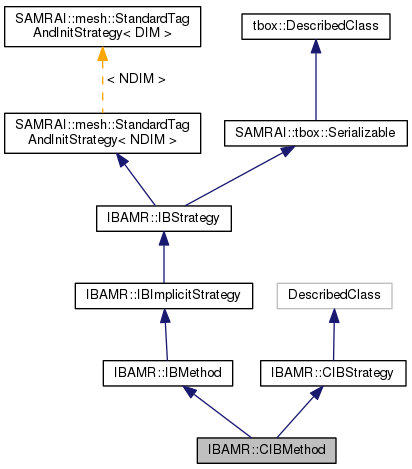 SAMRAI::mesh::StandardTag
AndInitStrategy< DIM >
tbox::DescribedClass
< NDIM >
SAMRAI::mesh::StandardTag
AndInitStrategy< NDIM >
SAMRAI::tbox::Serializable
IBAMR::IBStrategy
IBAMR::IBImplicitStrategy
DescribedClass
IBAMR::IBMethod
IBAMR::CIBStrategy
IBAMR::CIBMethod